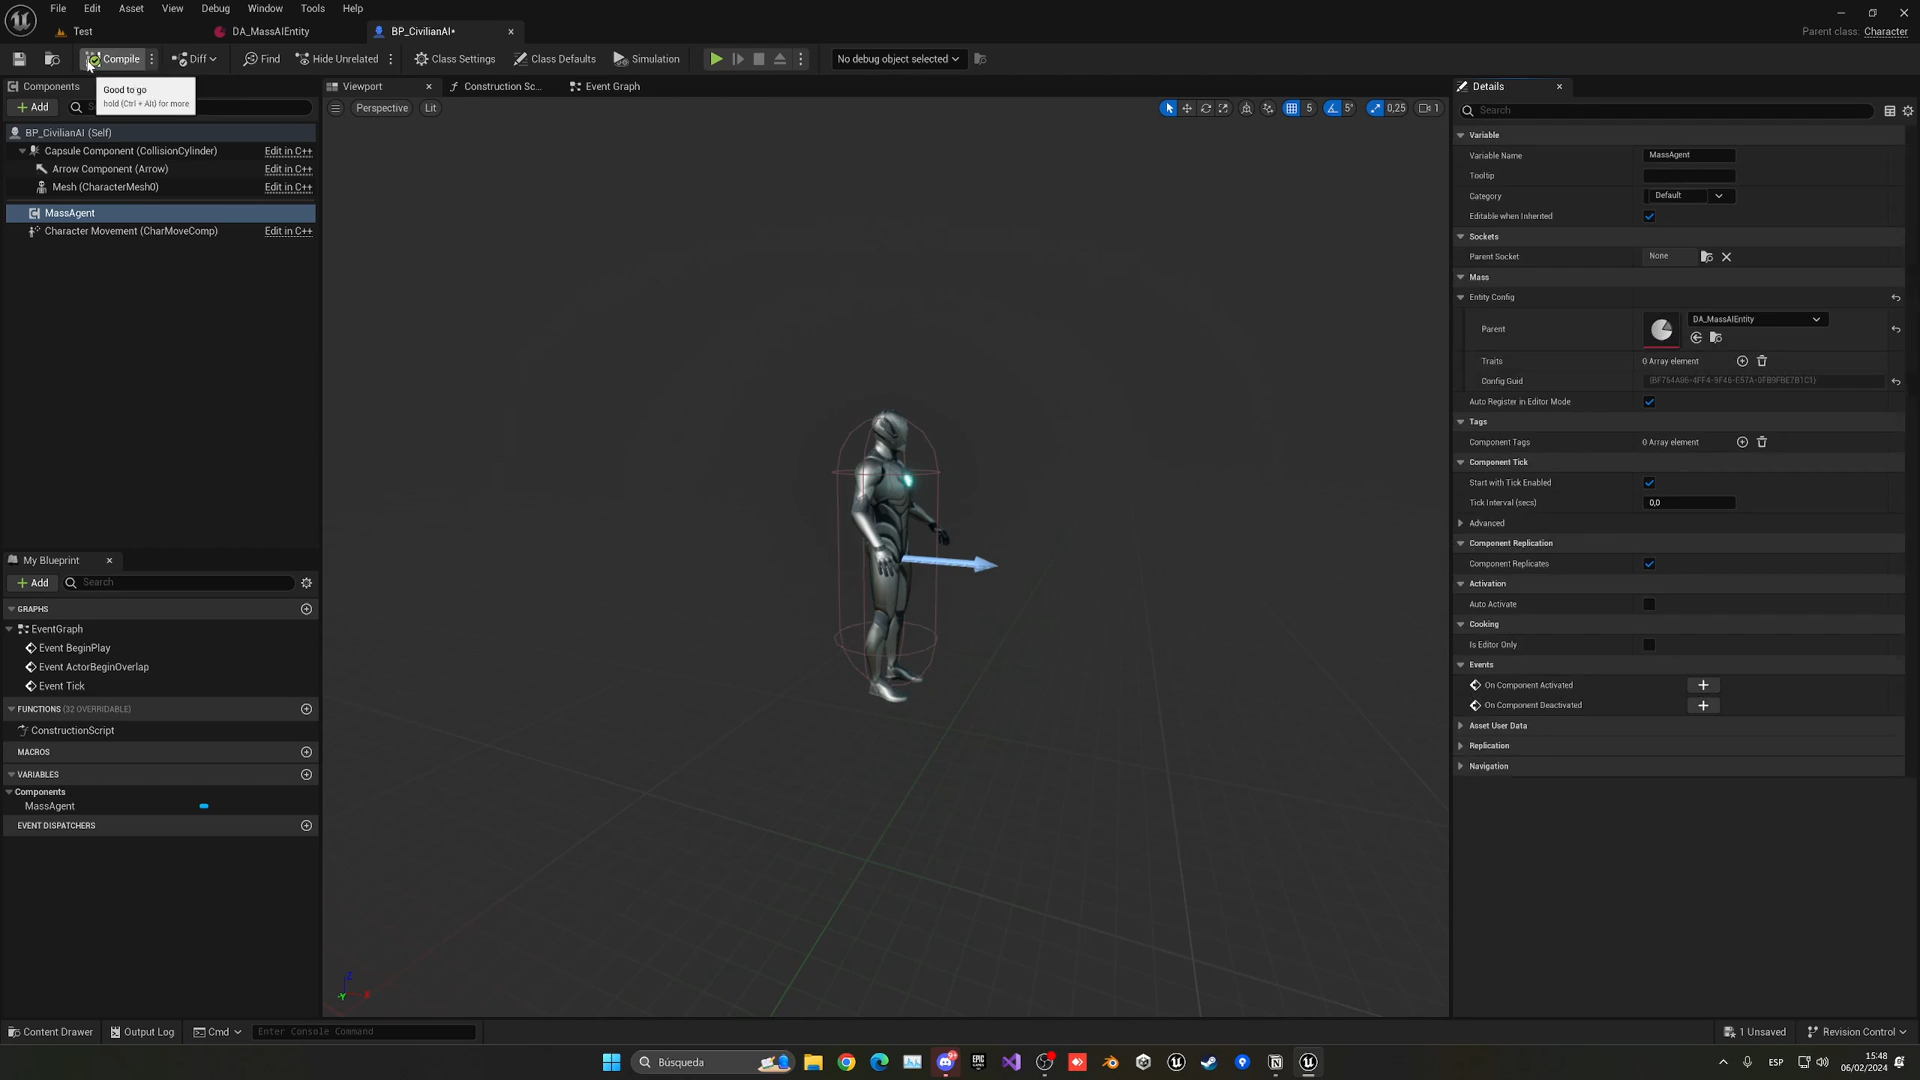 File Edit Asset View Debug Window Mass Tools Help
Test DA_MassAIEntity BP_CivilianAI*
Parent class: Character
Compile Diff Find Hide Unrelated Class Settings Class Defaults Simulation No debug object selected
Good to go
hold (Ctrl + Alt) for more
Components
Add
BP_CivilianAI (Self)
Capsule Component (CollisionCylinder) Edit in C++
Arrow Component (Arrow) Edit in C++
Mesh (CharacterMesh0) Edit in C++
MassAgent
Character Movement (CharMoveComp) Edit in C++
My Blueprint
Add Search
GRAPHS
EventGraph
Event BeginPlay
Event ActorBeginOverlap
Event Tick
FUNCTIONS (32 OVERRIDABLE)
ConstructionScript
MACROS
VARIABLES
Components
MassAgent
EVENT DISPATCHERS
Viewport Construction Sc... Event Graph
Perspective Lit 5 5° 0,25 1
Z
X
Y
Details
Search
Variable
Variable Name MassAgent
Tooltip
Category Default
Editable when Inherited
Sockets
Parent Socket None
Mass
Entity Config
Parent DA_MassAIEntity
Traits 0 Array element
Config Guid
Auto Register in Editor Mode
Tags
Component Tags 0 Array element
Component Tick
Start with Tick Enabled
Tick Interval (secs) 0,0
Advanced
Component Replication
Component Replicates
Activation
Auto Activate
Cooking
Is Editor Only
Events
On Component Activated
On Component Deactivated
Asset User Data
Replication
Navigation
Content Drawer Output Log Cmd Enter Console Command 1 Unsaved Revision Control
Búsqueda
ESP
15:48
06/02/2024